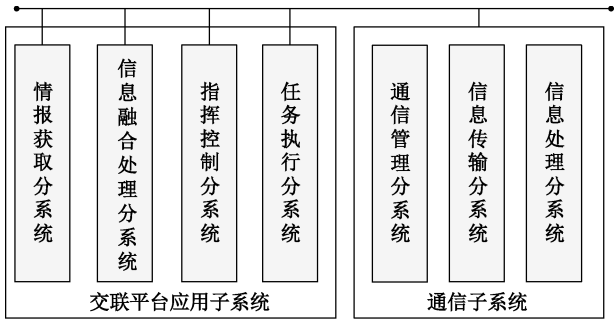 情报获取分系统
信息融合处理分系统
指挥控制分系统
任务执行分系统
通信管理分系统
信息传输分系统
信息处理分系统
交联平台应用子系统
通信子系统